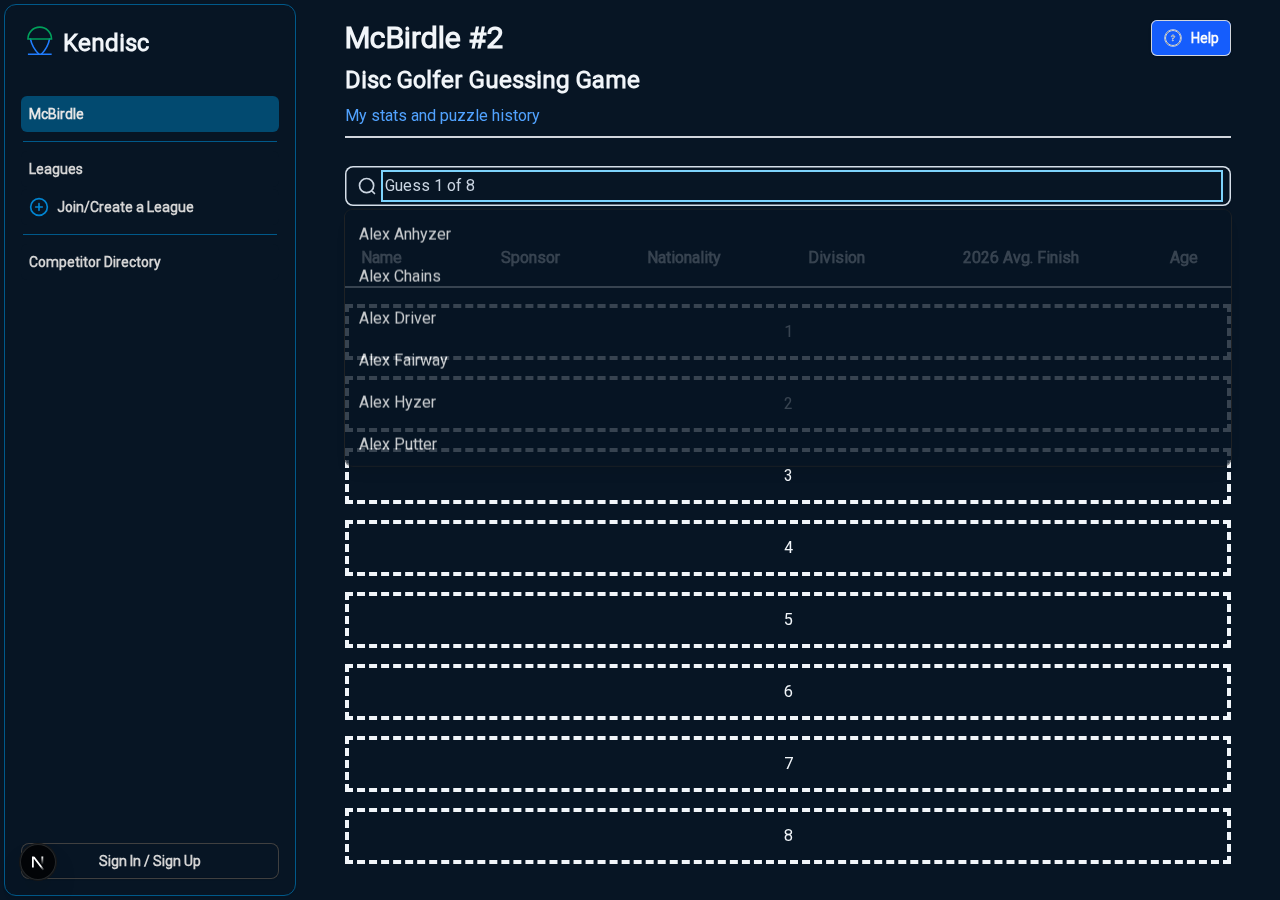 Kendisc
McBirdle
Leagues
Join/Create a League
Competitor Directory
Sign In / Sign Up
McBirdle #2
Help
Disc Golfer Guessing Game
My stats and puzzle history
Guess 1 of 8
Alex Anhyzer
Name Sponsor Nationality Division 2026 Avg. Finish Age
Alex Chains
Alex Driver
1
Alex Fairway
Alex Hyzer
2
Alex Putter
3
4
5
6
7
8